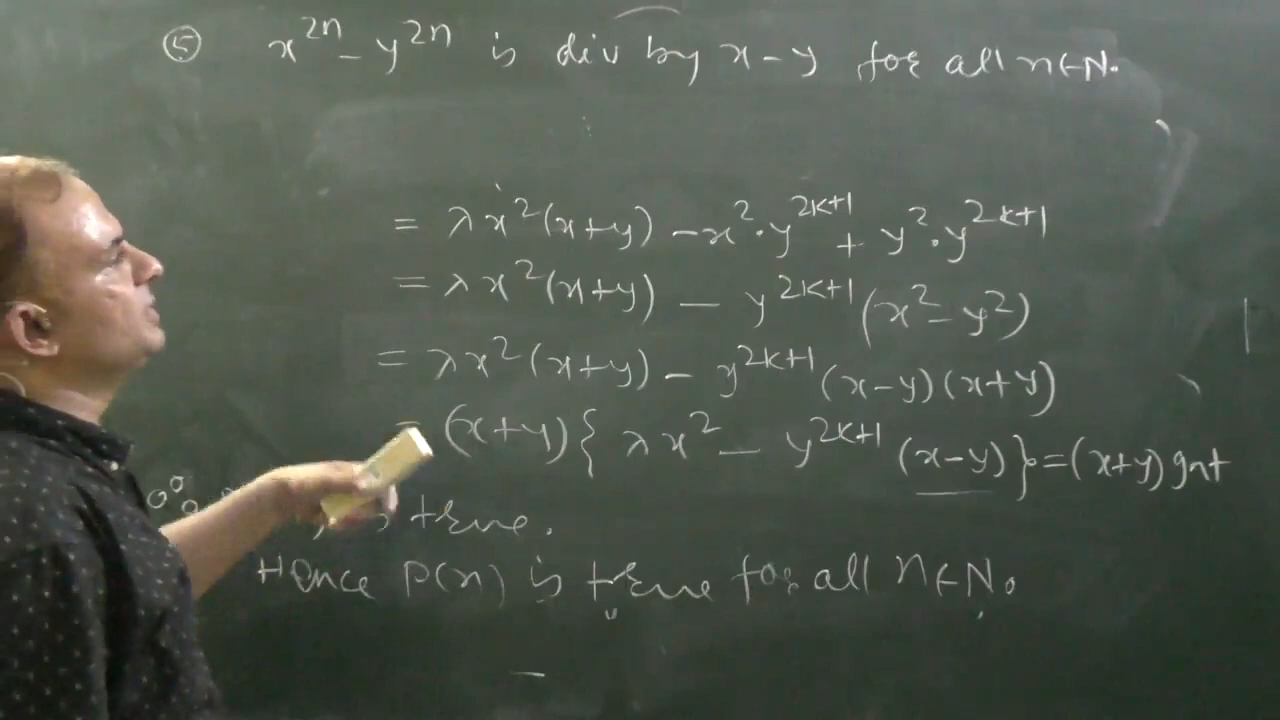 ⑤ x^{2n} - y^{2n} is div by x-y for all n∈N.
= λx^2(x+y) - x^2·y^{2k+1} + y^2·y^{2k+1}
= λx^2(x+y) - y^{2k+1}(x^2-y^2)
= λx^2(x+y) - y^{2k+1}(x-y)(x+y)
= (x+y){λx^2 - y^{2k+1}(x-y)} = (x+y)gnt
true.
Hence P(n) is true for all n∈N.